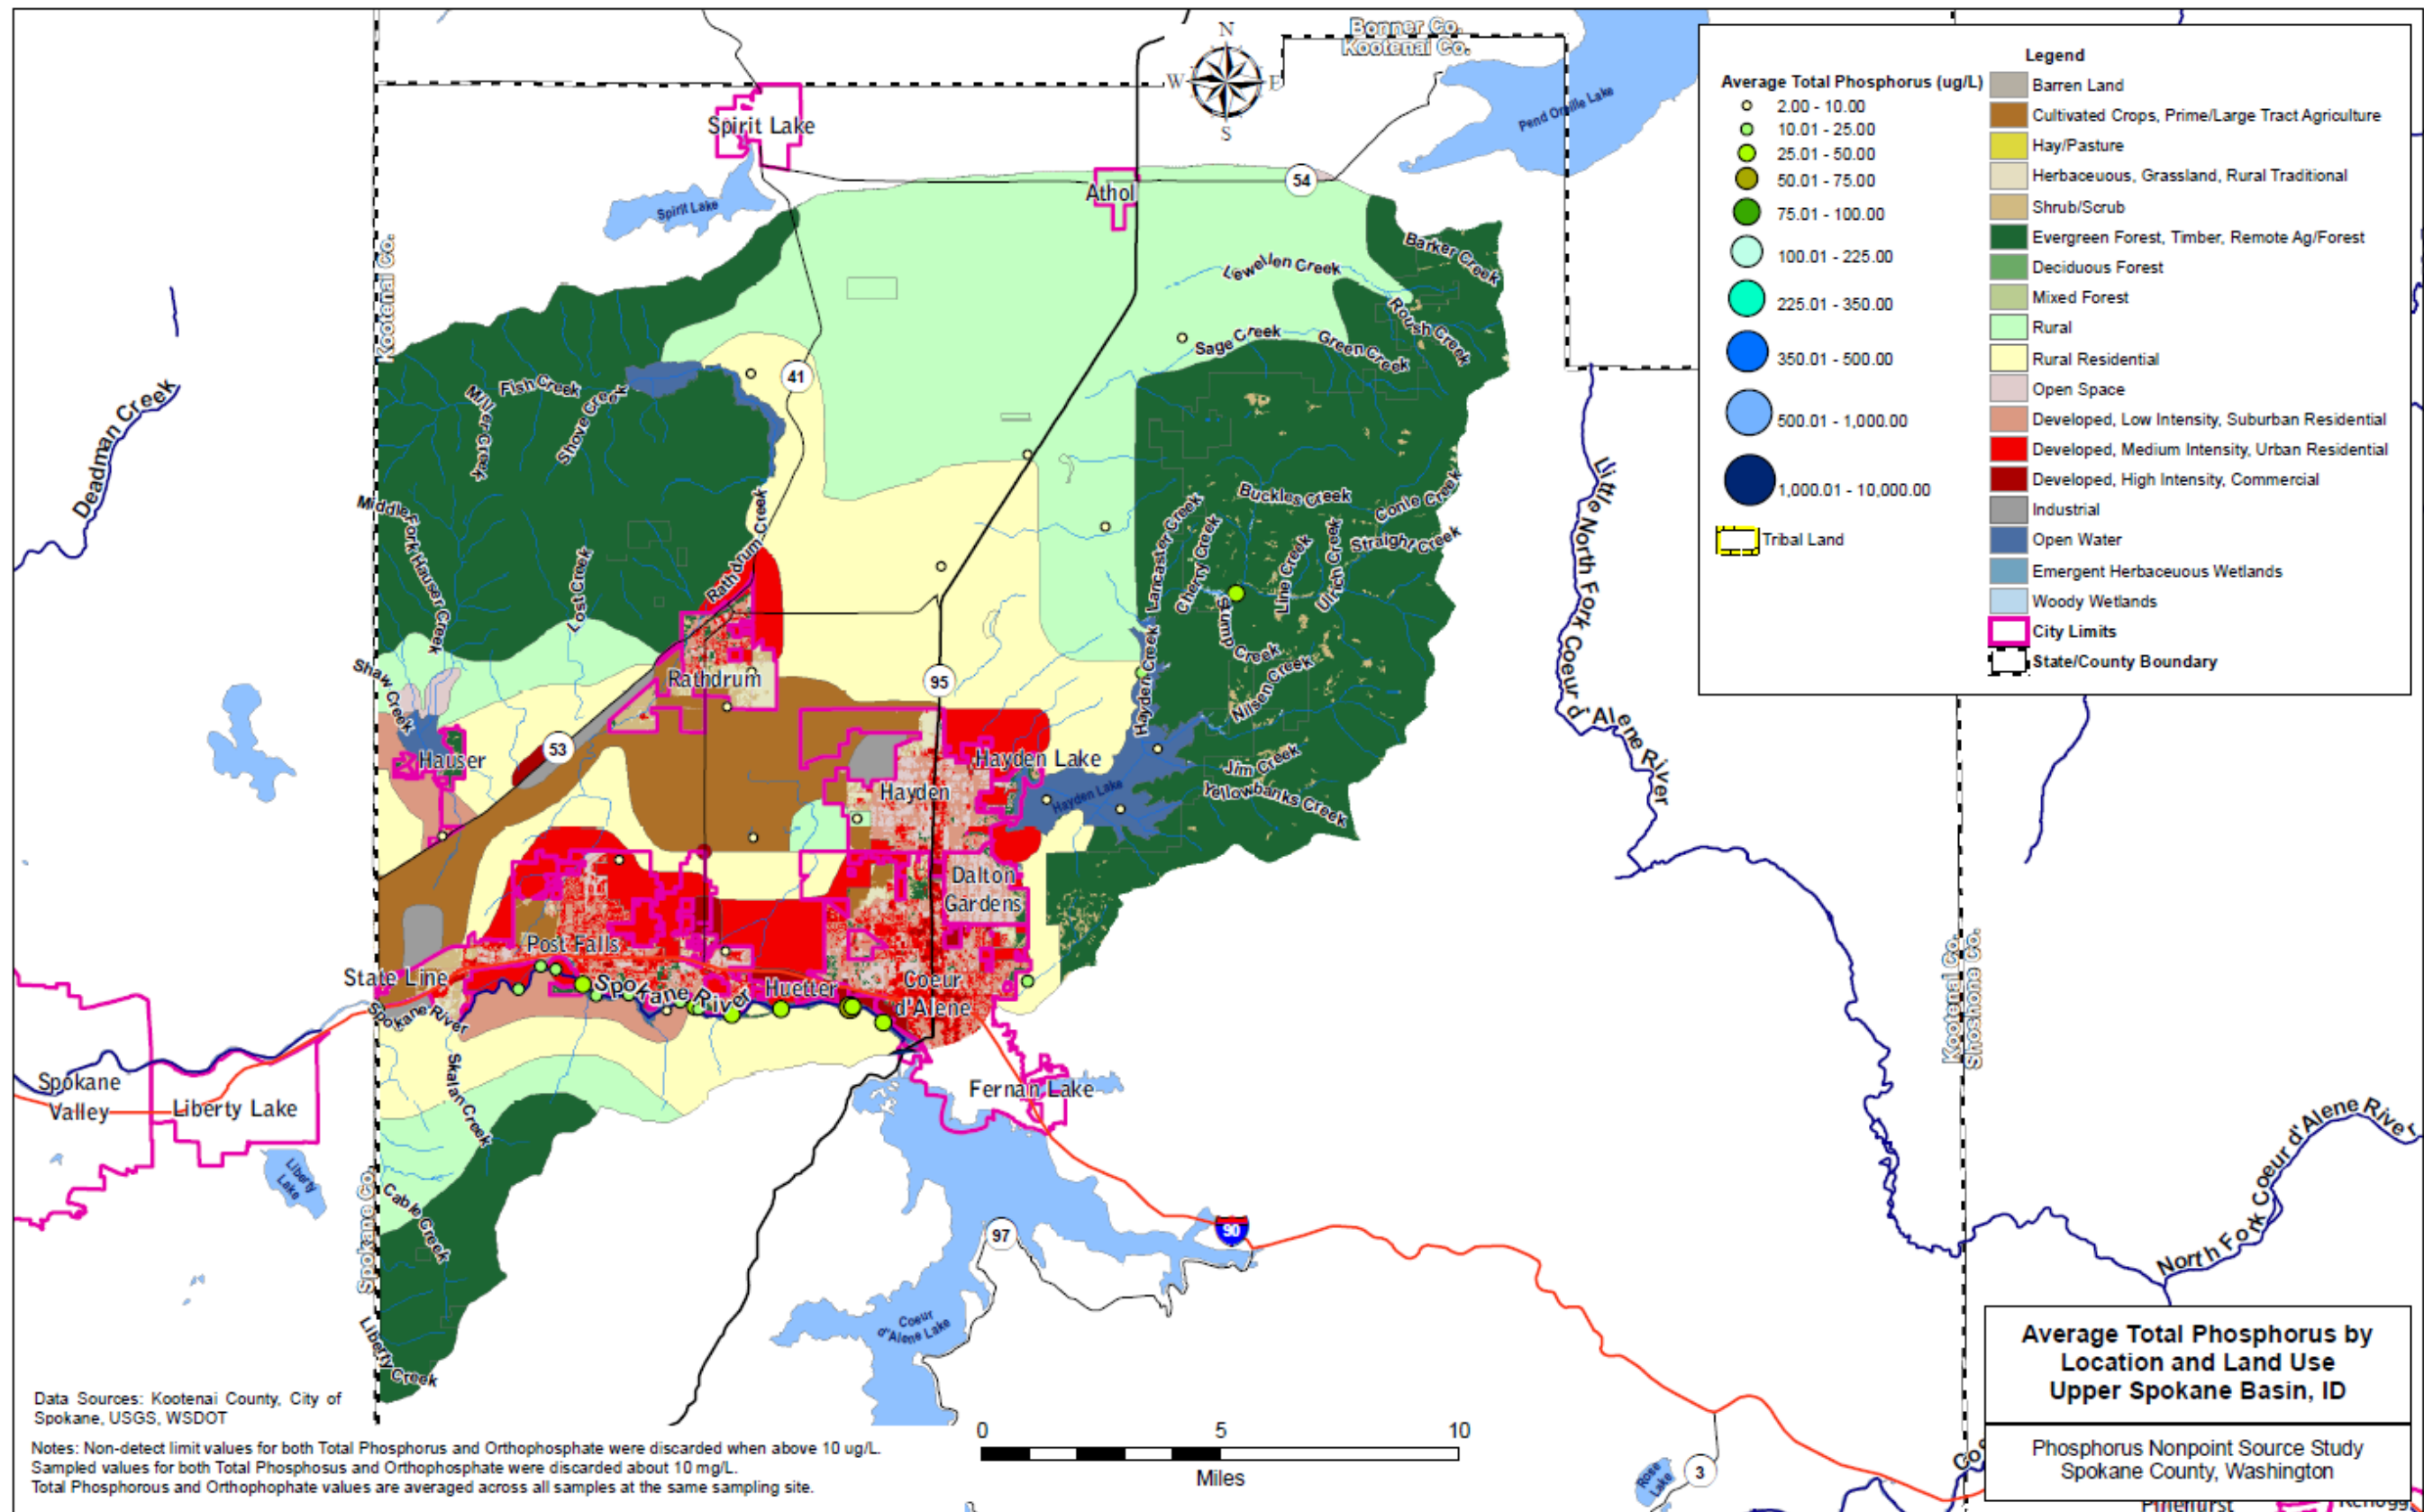 Bonner Co.
Kootenai Co.
N
W
E
S
Pend Oreille Lake
Spirit Lake
Spirit Lake
Athol
54
Kootenai Co.
Barker Creek
Lewellen Creek
Roush Creek
Sage Creek
Green Creek
41
Fish Creek
Shove Creek
Deadman Creek
Middle Fork Hauser Creek
Lost Creek
Rathdrum Creek
Buckles Creek
Conie Creek
Straight Creek
Lancaster Creek
Cherry Creek
Line Creek
Ulrich Creek
Stump Creek
Nilsen Creek
Hayden Creek
Little North Fork Coeur d'Alene River
Shaw Creek
Rathdrum
95
53
Hauser
Hayden Lake
Hayden
Hayden Lake
Jim Creek
Yellowbanks Creek
Dalton
Gardens
Post Falls
State Line
Spokane River
Huetter
Coeur
d'Alene
Spokane River
Skalan Creek
Spokane
Valley
Liberty Lake
Fernan Lake
Liberty
Lake
Cable Creek
Spokane Co.
Liberty Creek
Kootenai Co.
Shoshone Co.
North Fork Coeur d'Alene River
90
97
Coeur
d'Alene Lake
3
Rose
Lake
Pinehurst
Legend
Average Total Phosphorus (ug/L)
2.00 - 10.00
10.01 - 25.00
25.01 - 50.00
50.01 - 75.00
75.01 - 100.00
100.01 - 225.00
225.01 - 350.00
350.01 - 500.00
500.01 - 1,000.00
1,000.01 - 10,000.00
Tribal Land
Barren Land
Cultivated Crops, Prime/Large Tract Agriculture
Hay/Pasture
Herbaceuous, Grassland, Rural Traditional
Shrub/Scrub
Evergreen Forest, Timber, Remote Ag/Forest
Deciduous Forest
Mixed Forest
Rural
Rural Residential
Open Space
Developed, Low Intensity, Suburban Residential
Developed, Medium Intensity, Urban Residential
Developed, High Intensity, Commercial
Industrial
Open Water
Emergent Herbaceuous Wetlands
Woody Wetlands
City Limits
State/County Boundary
Data Sources: Kootenai County, City of
Spokane, USGS, WSDOT
Notes: Non-detect limit values for both Total Phosphorus and Orthophosphate were discarded when above 10 ug/L.
Sampled values for both Total Phosphosus and Orthophosphate were discarded about 10 mg/L.
Total Phosphorous and Orthophophate values are averaged across all samples at the same sampling site.
0 5 10
Miles
Average Total Phosphorus by
Location and Land Use
Upper Spokane Basin, ID
Phosphorus Nonpoint Source Study
Spokane County, Washington